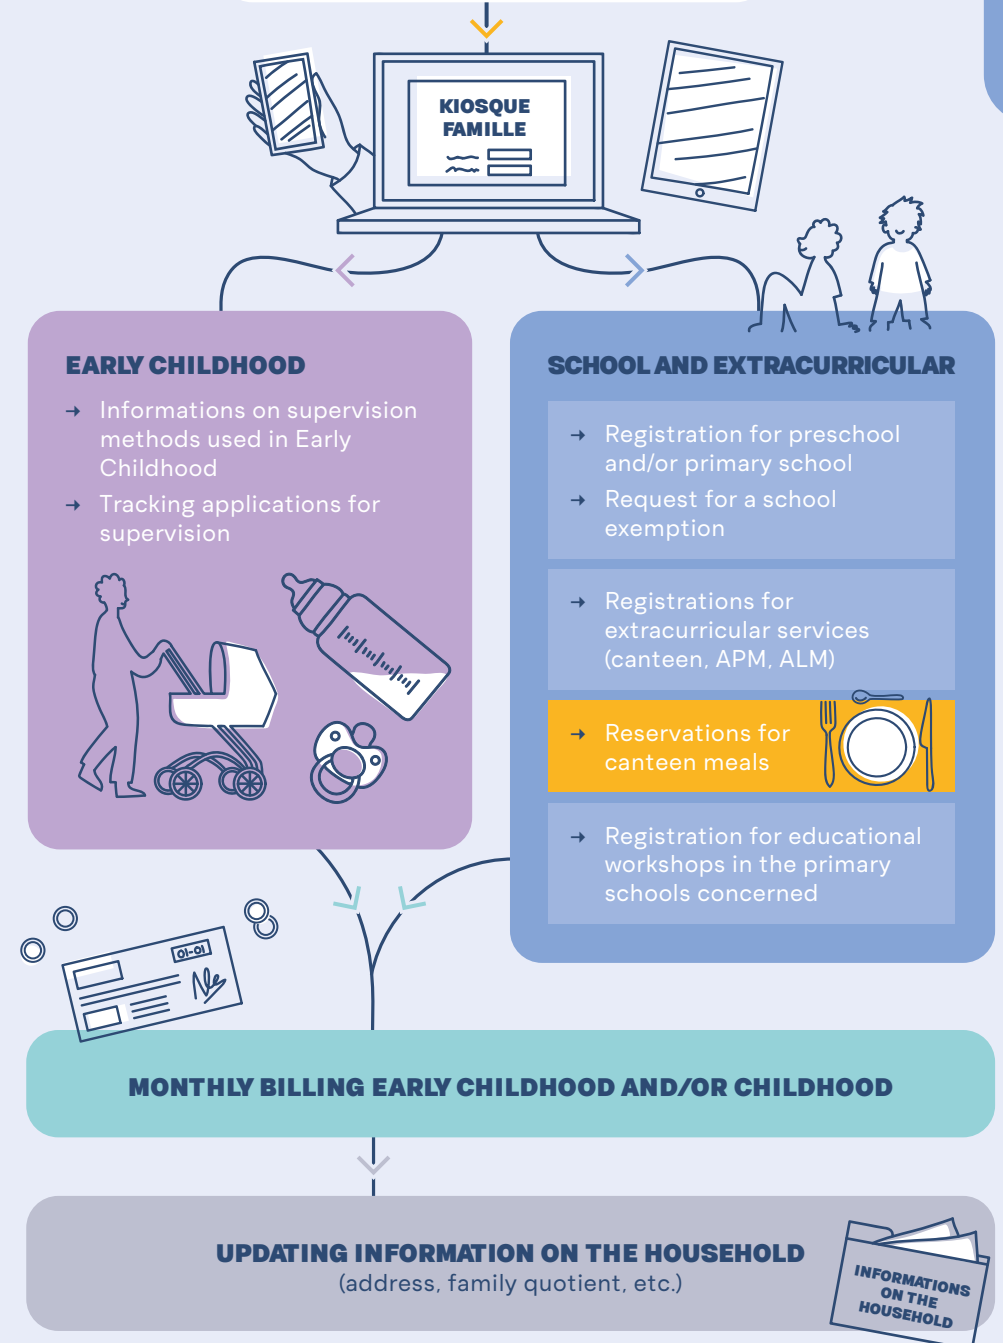 KIOSQUE
FAMILLE
EARLY CHILDHOOD
→ Informations on supervision
methods used in Early
Childhood
→ Tracking applications for
supervision
SCHOOL AND EXTRACURRICULAR
→ Registration for preschool
and/or primary school
→ Request for a school
exemption
→ Registrations for
extracurricular services
(canteen, APM, ALM)
→ Reservations for
canteen meals
→ Registration for educational
workshops in the primary
schools concerned
01-01
MONTHLY BILLING EARLY CHILDHOOD AND/OR CHILDHOOD
UPDATING INFORMATION ON THE HOUSEHOLD
(address, family quotient, etc.)
INFORMATIONS
ON THE
HOUSEHOLD